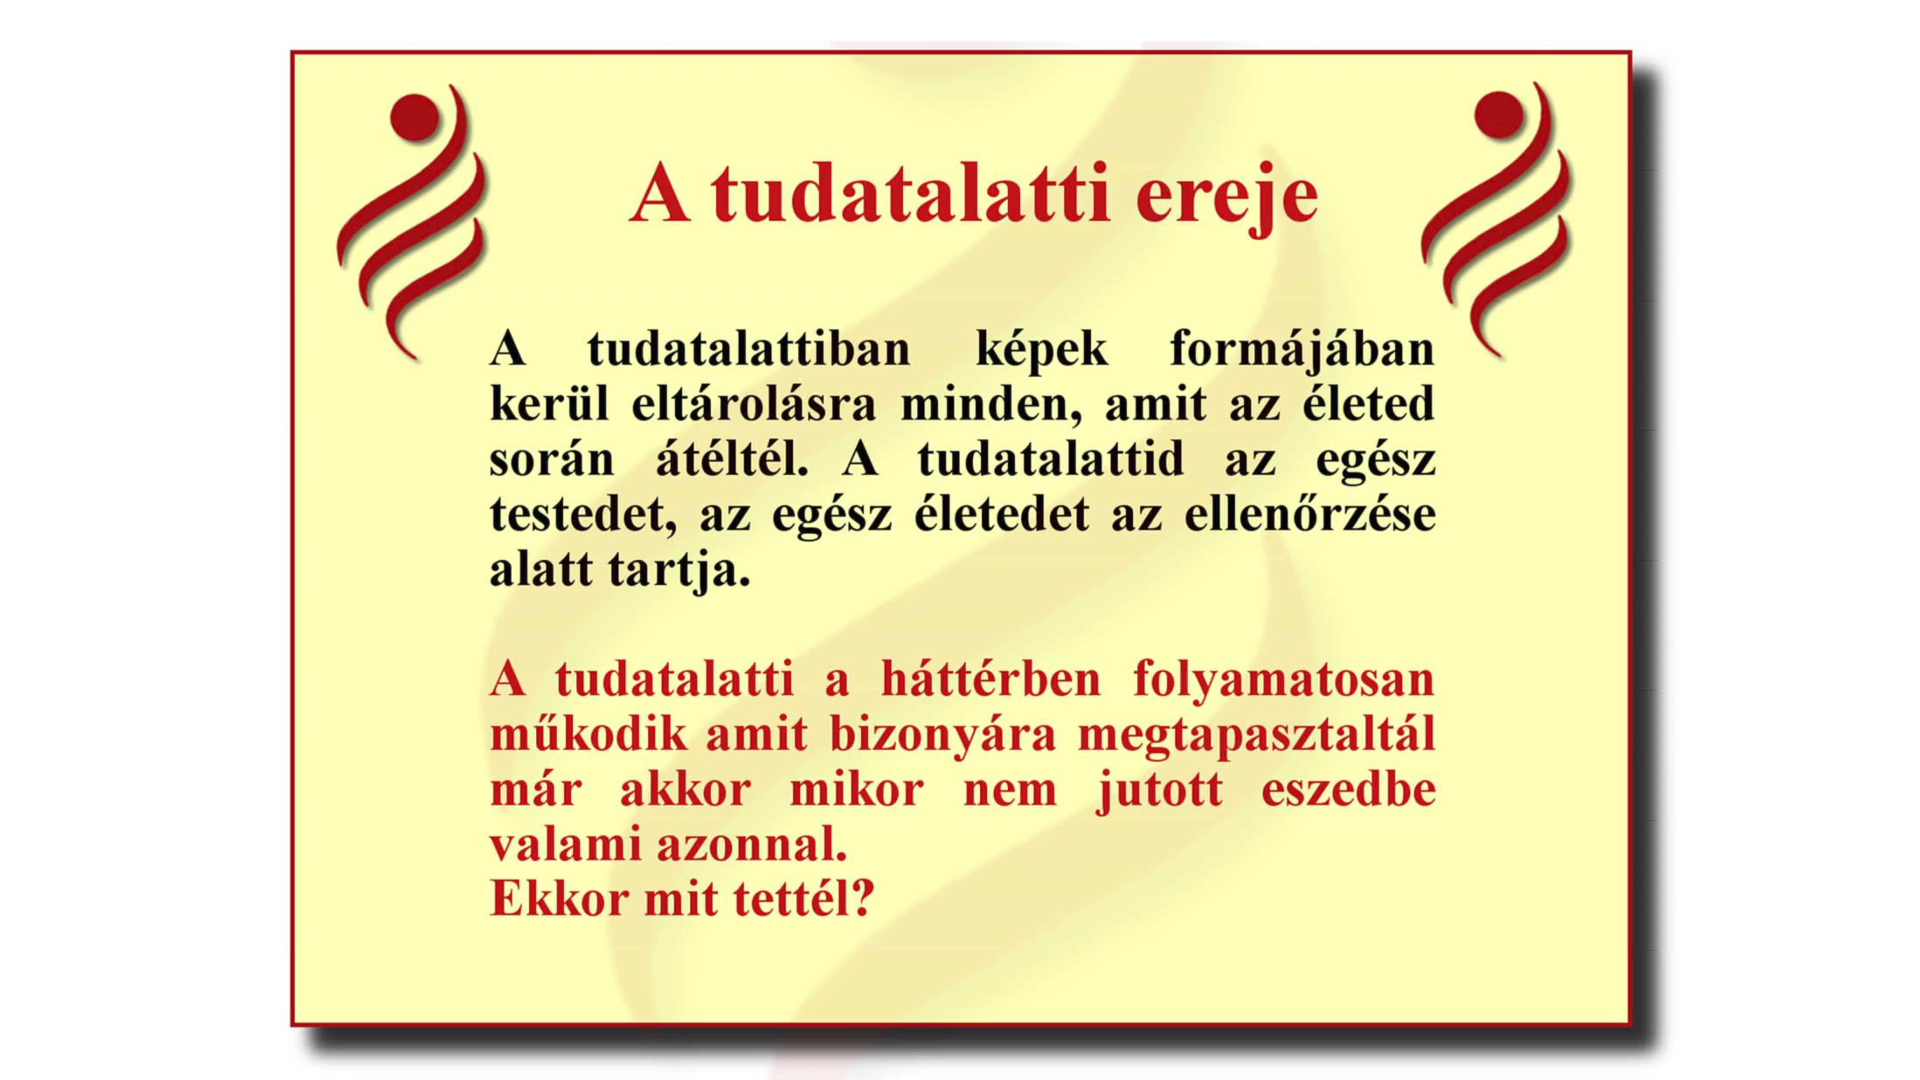 A tudatalatti ereje
A tudatalattiban képek formájában
kerül eltárolásra minden, amit az életed
során átéltél. A tudatalattid az egész
testedet, az egész életedet az ellenőrzése
alatt tartja.
A tudatalatti a háttérben folyamatosan
műkodik amit bizonyára megtapasztaltál
már akkor mikor nem jutott eszedbe
valami azonnal.
Ekkor mit tettél?